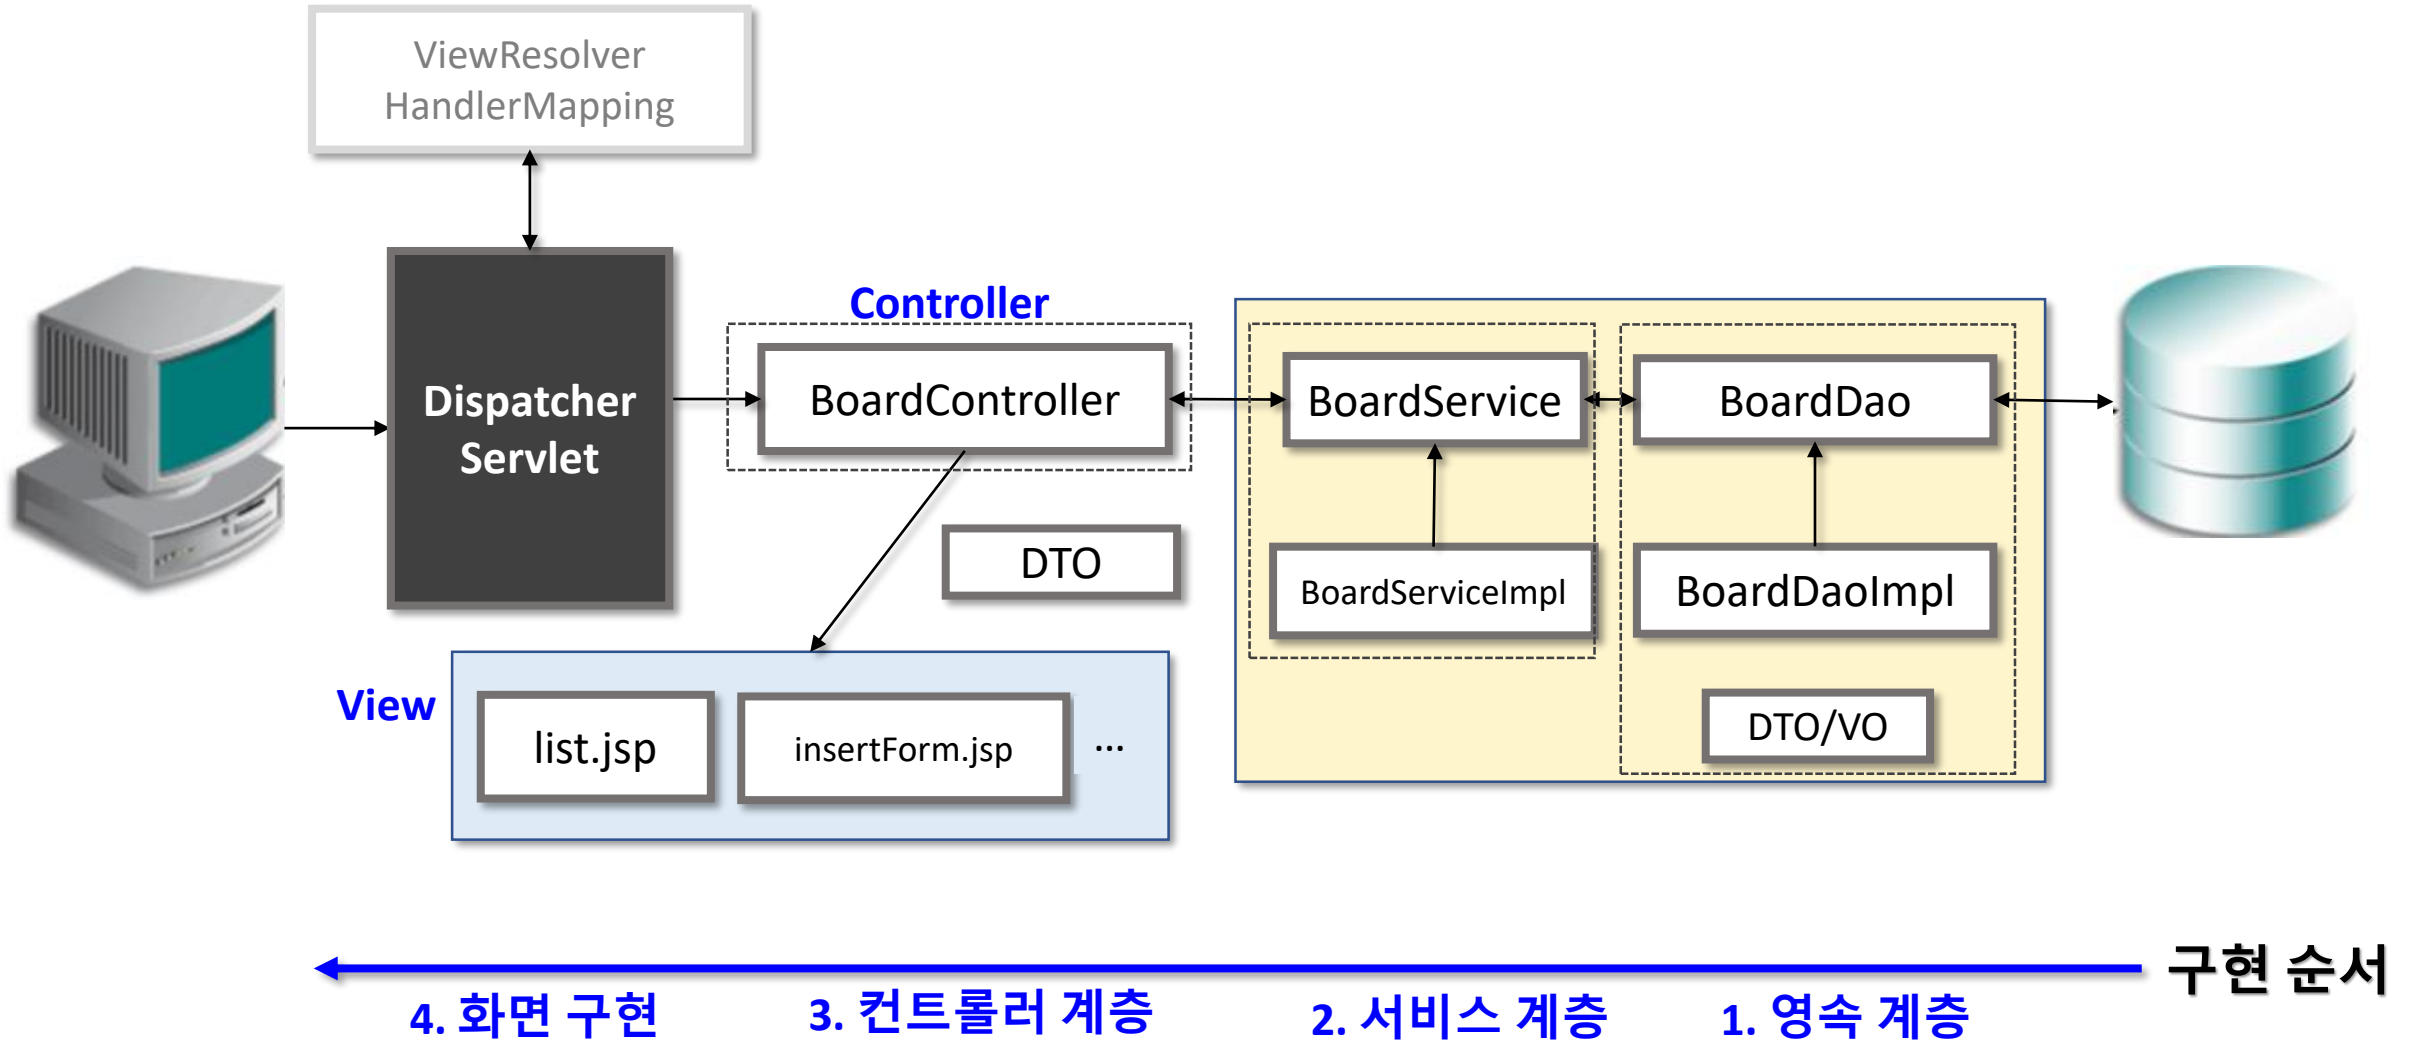 ViewResolver
HandlerMapping
Dispatcher
Servlet
Controller
BoardController
BoardService
BoardDao
DTO
BoardServiceImpl
BoardDaoImpl
DTO/VO
View
list.jsp
insertForm.jsp
...
구현 순서
4. 화면 구현
3. 컨트롤러 계층
2. 서비스 계층
1. 영속 계층